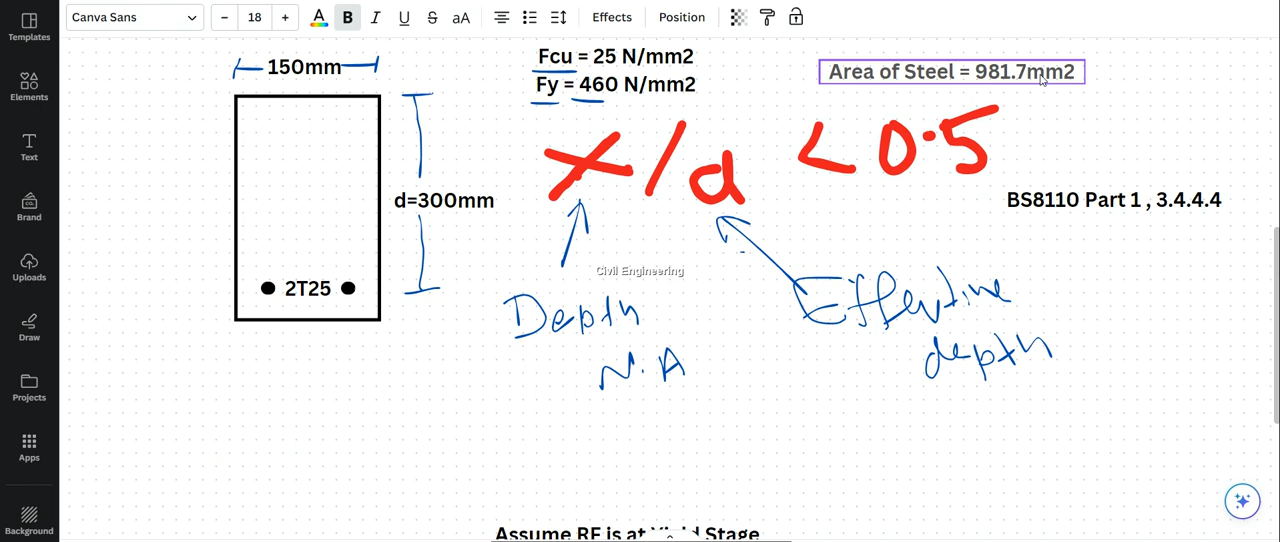 Canva Sans
18
B
I
U
S
aA
Effects
Position
Templates
Elements
Text
Brand
Uploads
Draw
Projects
Apps
Background
150mm
Fcu = 25 N/mm2
Fy = 460 N/mm2
Area of Steel = 981.7mm2
x/d < 0.5
d=300mm
BS8110 Part 1 , 3.4.4.4
2T25
Civil Engineering
Depth
N.A
Effective
depth
Assume RF is at Yield Stage